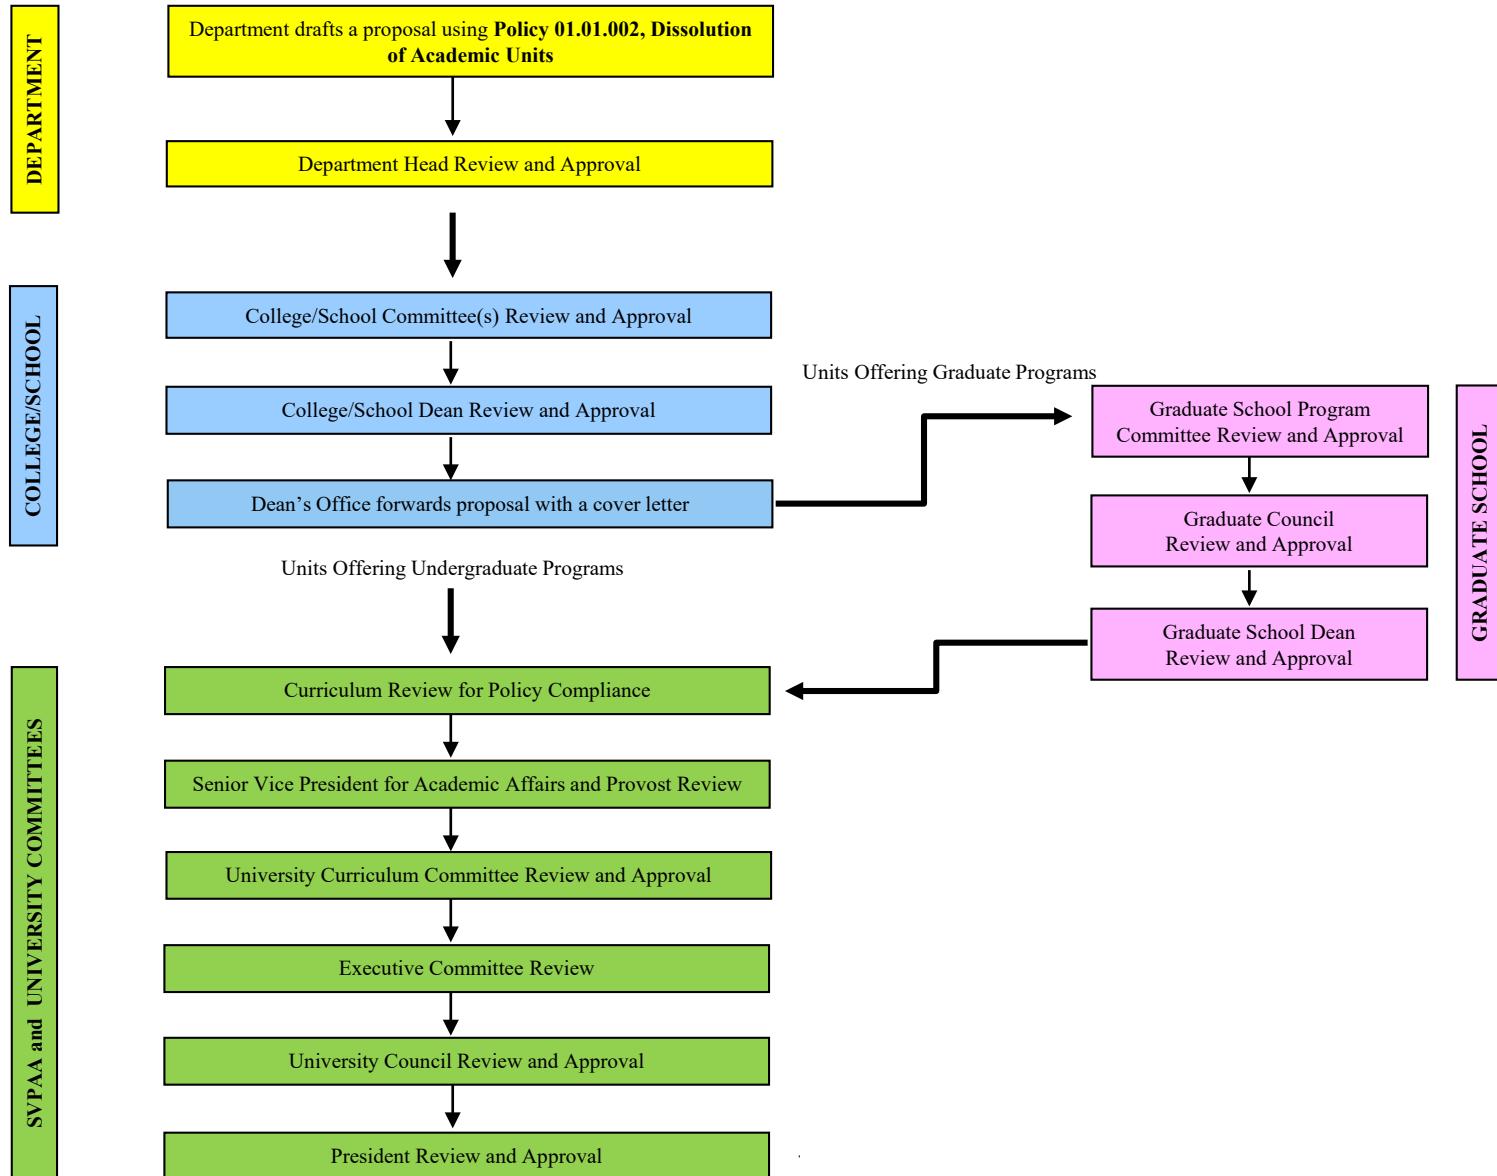 DEPARTMENT
Department drafts a proposal using Policy 01.01.002, Dissolution
of Academic Units
Department Head Review and Approval
COLLEGE/SCHOOL
College/School Committee(s) Review and Approval
College/School Dean Review and Approval
Dean’s Office forwards proposal with a cover letter
Units Offering Graduate Programs
GRADUATE SCHOOL
Graduate School Program
Committee Review and Approval
Graduate Council
Review and Approval
Graduate School Dean
Review and Approval
Units Offering Undergraduate Programs
SVPAA and UNIVERSITY COMMITTEES
Curriculum Review for Policy Compliance
Senior Vice President for Academic Affairs and Provost Review
University Curriculum Committee Review and Approval
Executive Committee Review
University Council Review and Approval
President Review and Approval